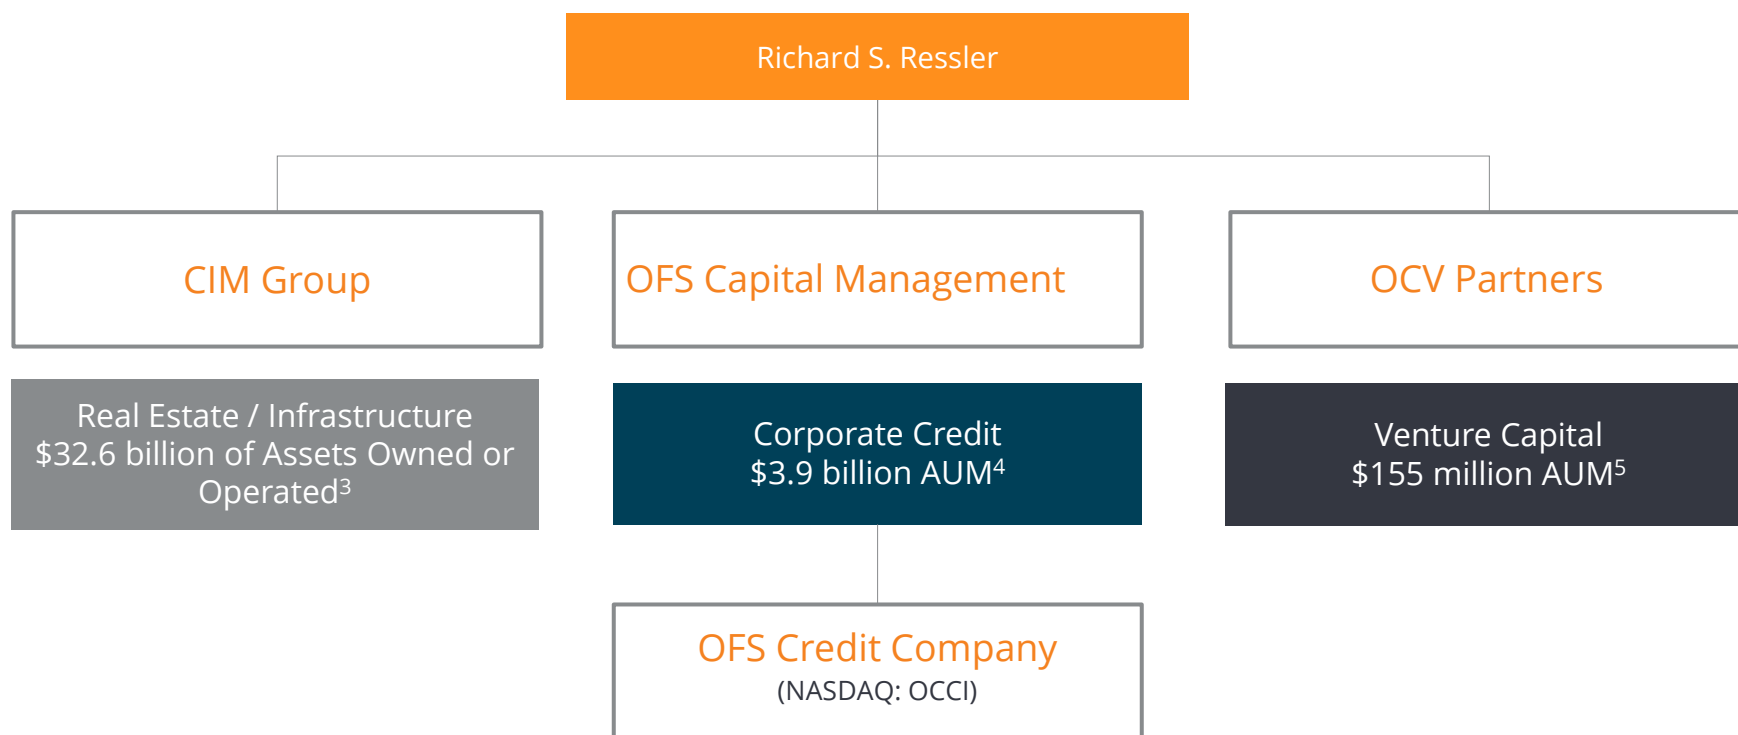 Richard S. Ressler
CIM Group
OFS Capital Management
OCV Partners
Real Estate / Infrastructure
$32.6 billion of Assets Owned or
Operated³
Corporate Credit
$3.9 billion AUM⁴
Venture Capital
$155 million AUM⁵
OFS Credit Company
(NASDAQ: OCCI)